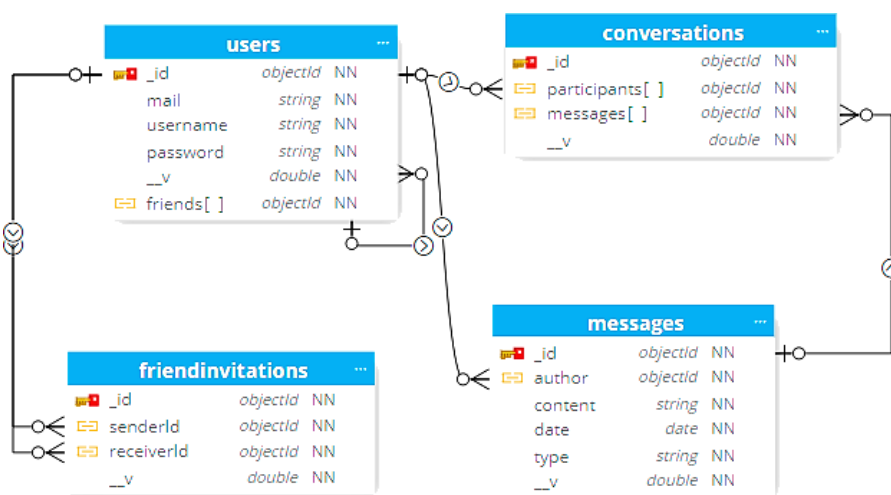 users ...
_id objectId NN
mail string NN
username string NN
password string NN
__v double NN
friends[ ] objectId NN
conversations ...
_id objectId NN
participants[ ] objectId NN
messages[ ] objectId NN
__v double NN
friendinvitations ...
_id objectId NN
senderId objectId NN
receiverId objectId NN
__v double NN
messages ...
_id objectId NN
author objectId NN
content string NN
date date NN
type string NN
__v double NN